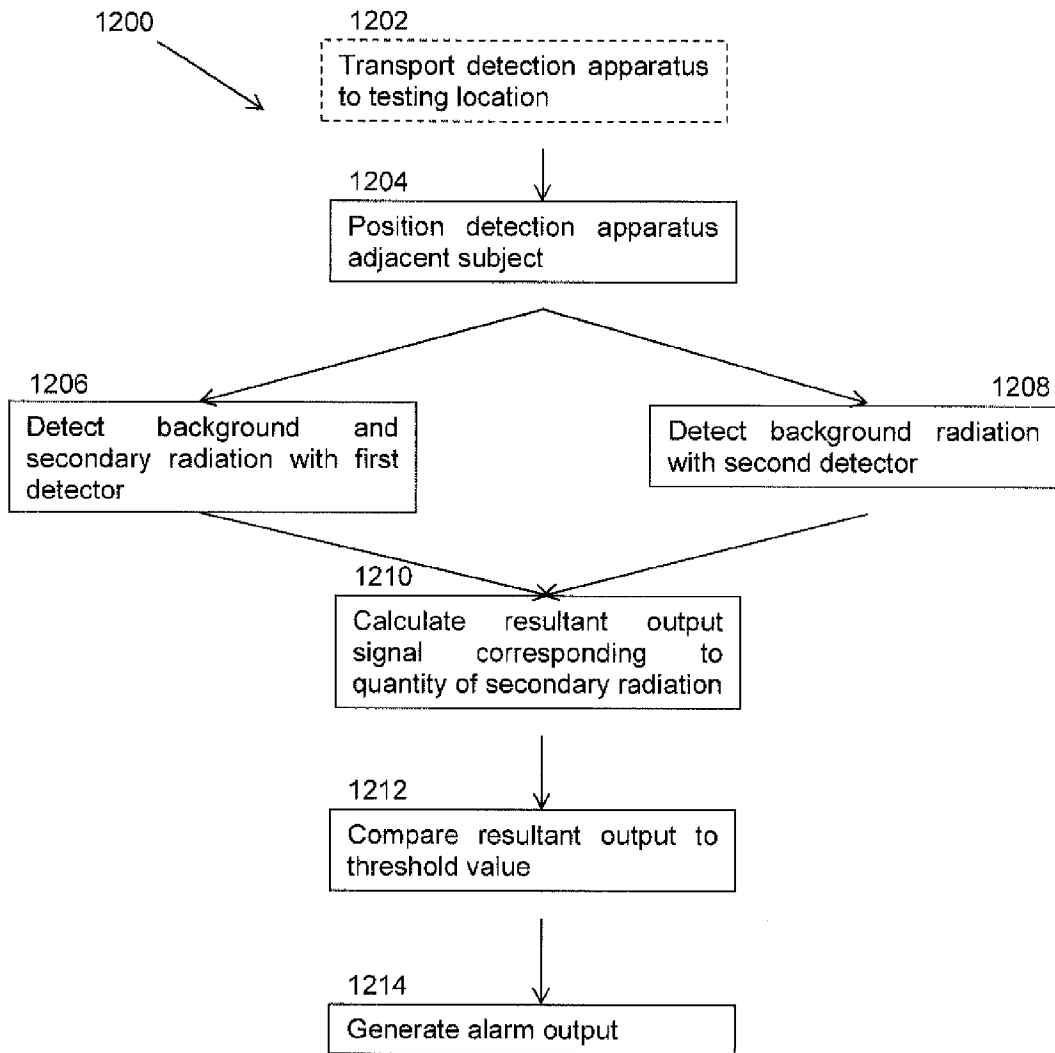 1200
1202
Transport detection apparatus
to testing location
1204
Position detection apparatus
adjacent subject
1206
Detect background and
secondary radiation with first
detector
1208
Detect background radiation
with second detector
1210
Calculate resultant output
signal corresponding to
quantity of secondary radiation
1212
Compare resultant output to
threshold value
1214
Generate alarm output